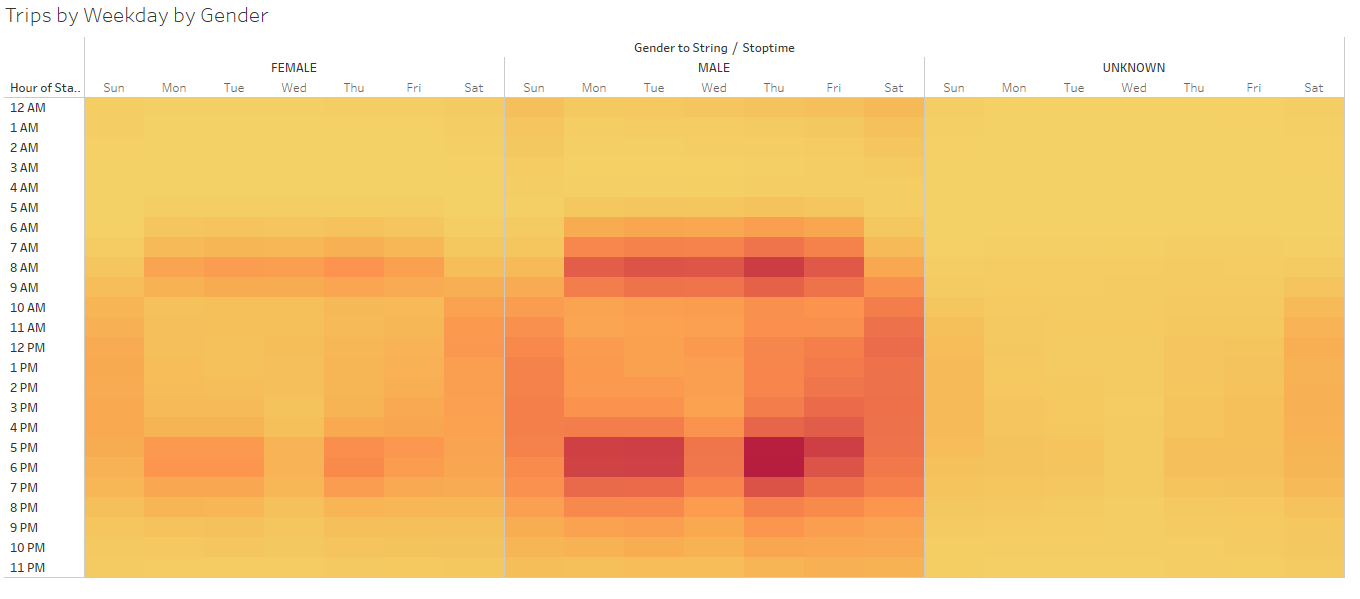 Trips by Weekday by Gender
Gender to String / Stoptime
FEMALE MALE UNKNOWN
Hour of Sta.. Sun Mon Tue Wed Thu Fri Sat Sun Mon Tue Wed Thu Fri Sat Sun Mon Tue Wed Thu Fri Sat
12 AM
1 AM
2 AM
3 AM
4 AM
5 AM
6 AM
7 AM
8 AM
9 AM
10 AM
11 AM
12 PM
1 PM
2 PM
3 PM
4 PM
5 PM
6 PM
7 PM
8 PM
9 PM
10 PM
11 PM